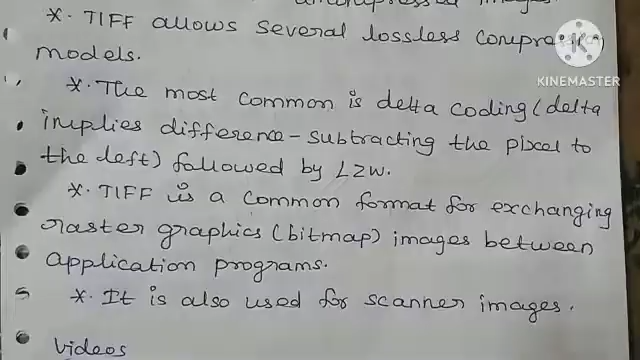 uncompressed images.
*. TIFF allows several lossless compre
models.
*. The most common is delta coding (delta
implies difference - subtracting the pixel to
the left) followed by LZW.
*. TIFF is a common format for exchanging
raster graphics (bitmap) images between
application programs.
*. It is also used for scanner images.
Videos
K
KINEMASTER